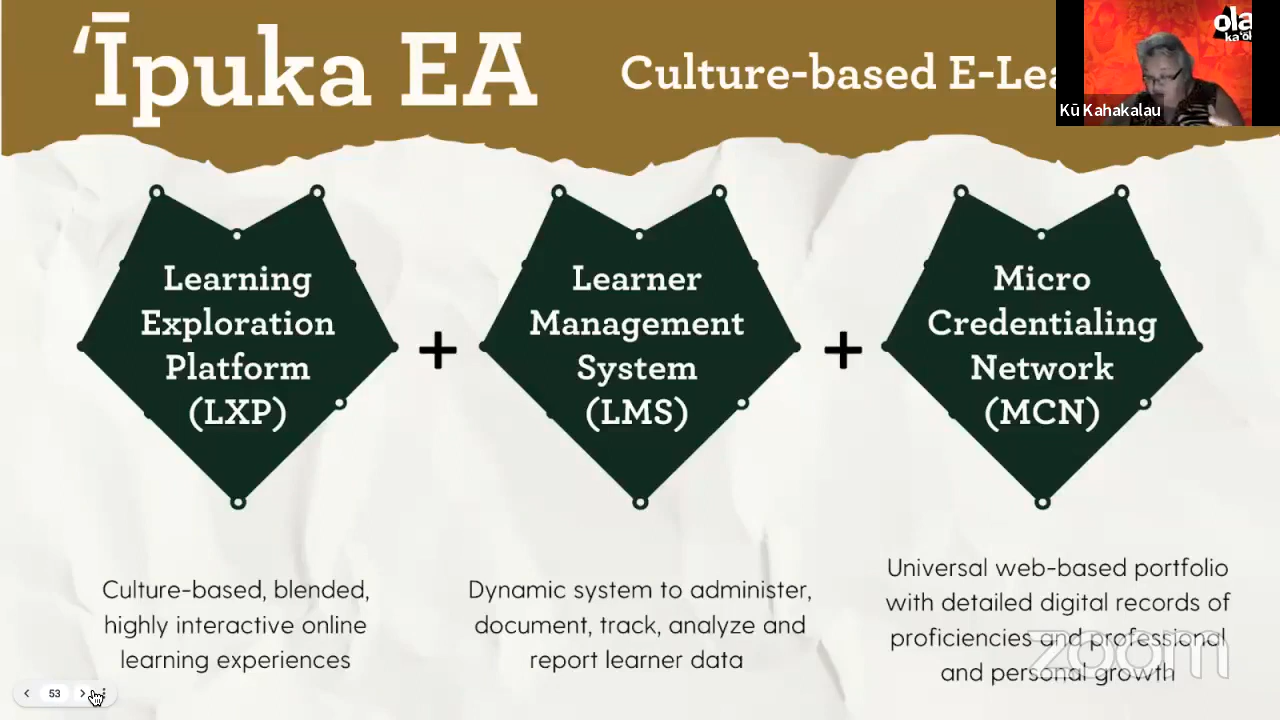 ʻĪpuka EA
Culture-based E-Lea
ola
ka ʻōl
Kū Kahakalau
Learning
Exploration
Platform
(LXP)
+
Learner
Management
System
(LMS)
+
Micro
Credentialing
Network
(MCN)
Culture-based, blended,
highly interactive online
learning experiences
Dynamic system to administer,
document, track, analyze and
report learner data
Universal web-based portfolio
with detailed digital records of
proficiencies and professional
and personal growth
zoom
53